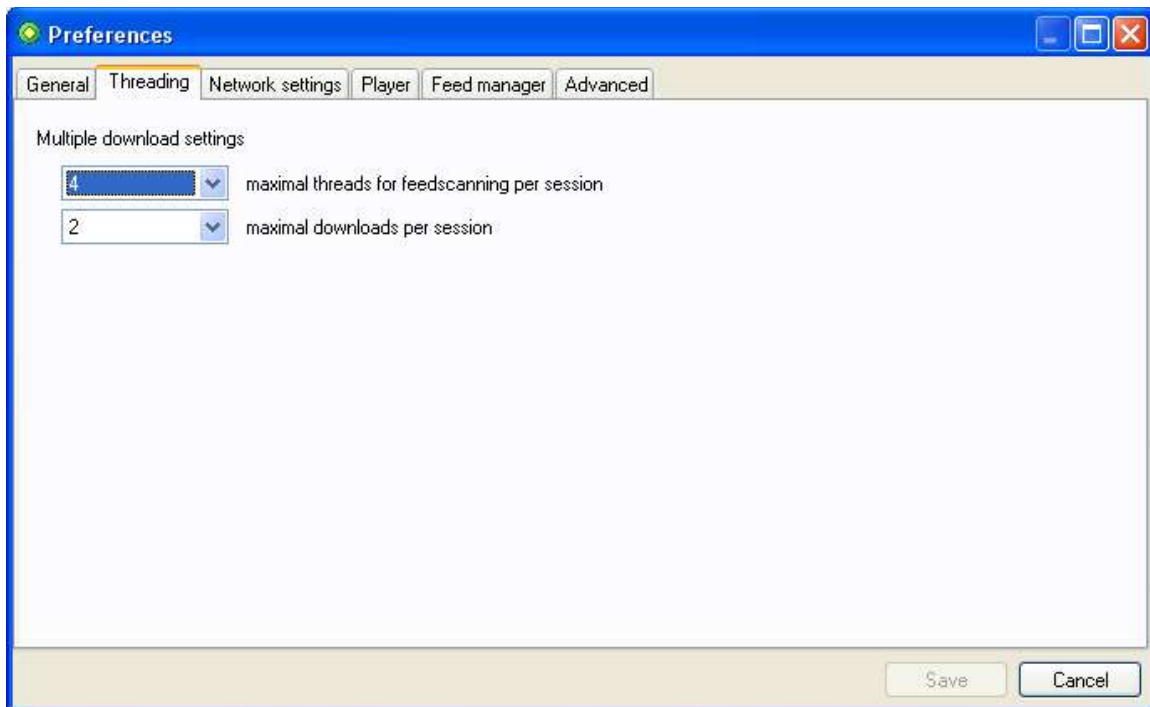 Preferences
General Threading Network settings Player Feed manager Advanced
Multiple download settings
4 maximal threads for feedscanning per session
2 maximal downloads per session
Save Cancel